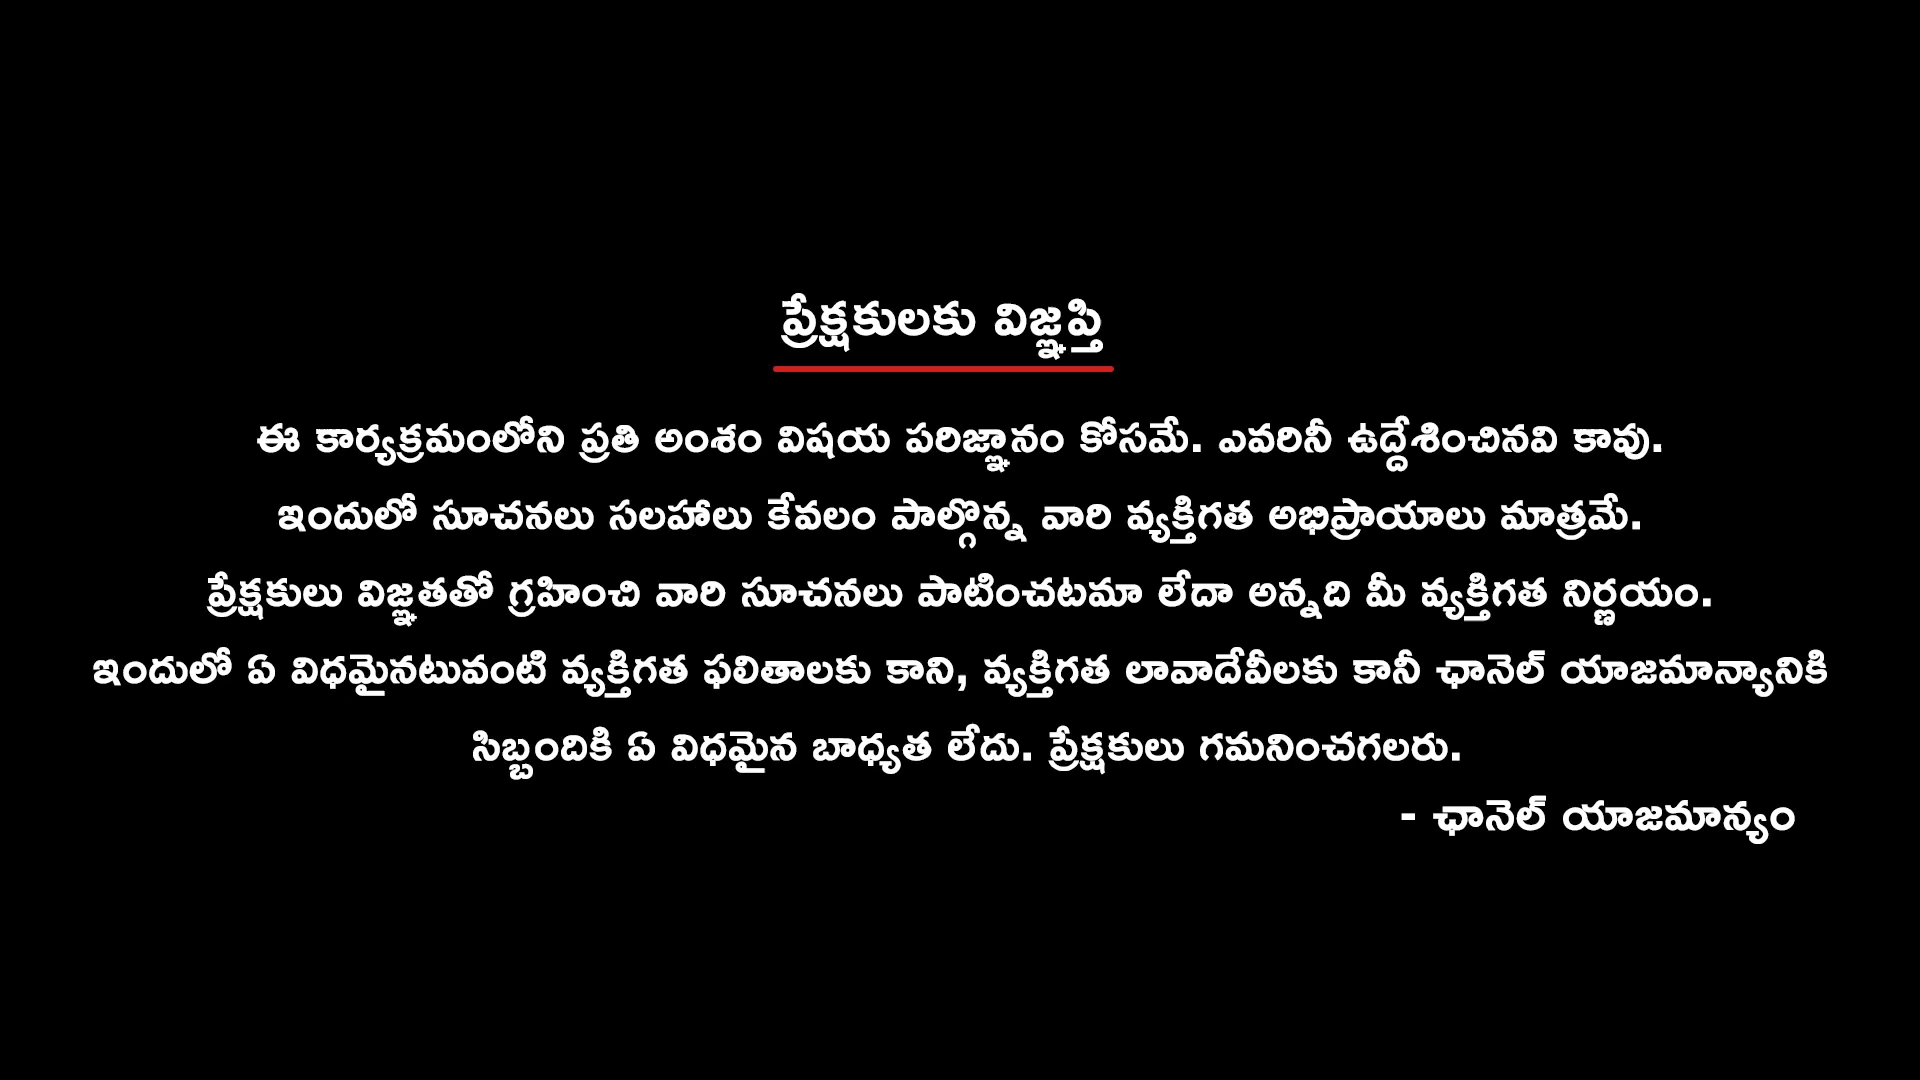 ప్రేక్షకులకు విజ్ఞప్తి
ఈ కార్యక్రమంలోని ప్రతి అంశం విషయ పరిజ్ఞానం కోసమే. ఎవరినీ ఉద్దేశించినవి కావు.
ఇందులో సూచనలు సలహాలు కేవలం పాల్గొన్న వారి వ్యక్తిగత అభిప్రాయాలు మాత్రమే.
ప్రేక్షకులు విజ్ఞతతో గ్రహించి వారి సూచనలు పాటించటమా లేదా అన్నది మీ వ్యక్తిగత నిర్ణయం.
ఇందులో ఏ విధమైనటువంటి వ్యక్తిగత ఫలితాలకు కాని, వ్యక్తిగత లావాదేవీలకు కానీ ఛానెల్ యాజమాన్యానికి
సిబ్బందికి ఏ విధమైన బాధ్యత లేదు. ప్రేక్షకులు గమనించగలరు.
- ఛానెల్ యాజమాన్యం